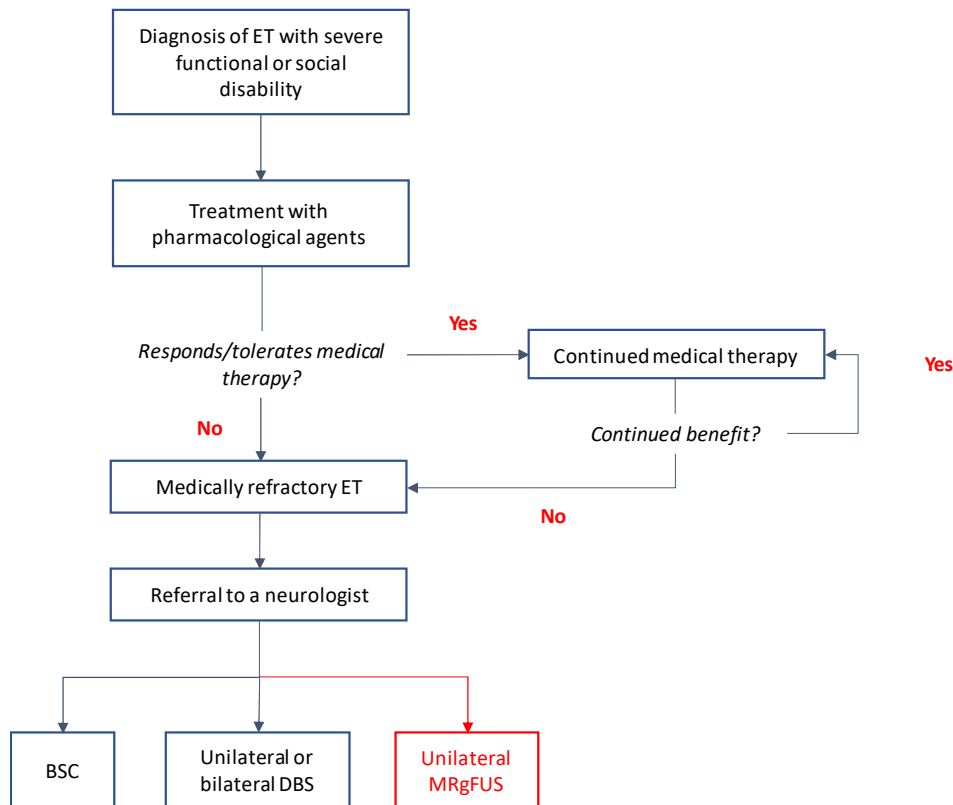 Diagnosis of ET with severe
functional or social
disability
Treatment with
pharmacological agents
Yes
Responds/tolerates medical
therapy?
Continued medical therapy
Yes
No
Continued benefit?
Medically refractory ET
No
Referral to a neurologist
BSC
Unilateral or
bilateral DBS
Unilateral
MRgFUS